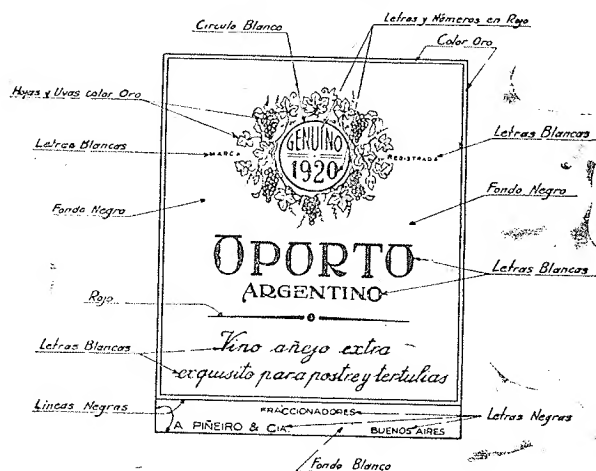 Circulo Blanco
Letras y Números en Rojo
Color Oro
Hojas y Uvas color Oro
Letras Blancas
MARCA
GENUINO
1920
REGISTRADA
Letras Blancas
Fondo Negro
Fondo Negro
OPORTO
ARGENTINO
Letras Blancas
Rojo
Vino añejo extra
exquisito para postre y tertulias
Letras Blancas
Lineas Negras
FRACCIONADORES
A PIÑEIRO & CIA.
BUENOS AIRES
Letras Negras
Fondo Blanco